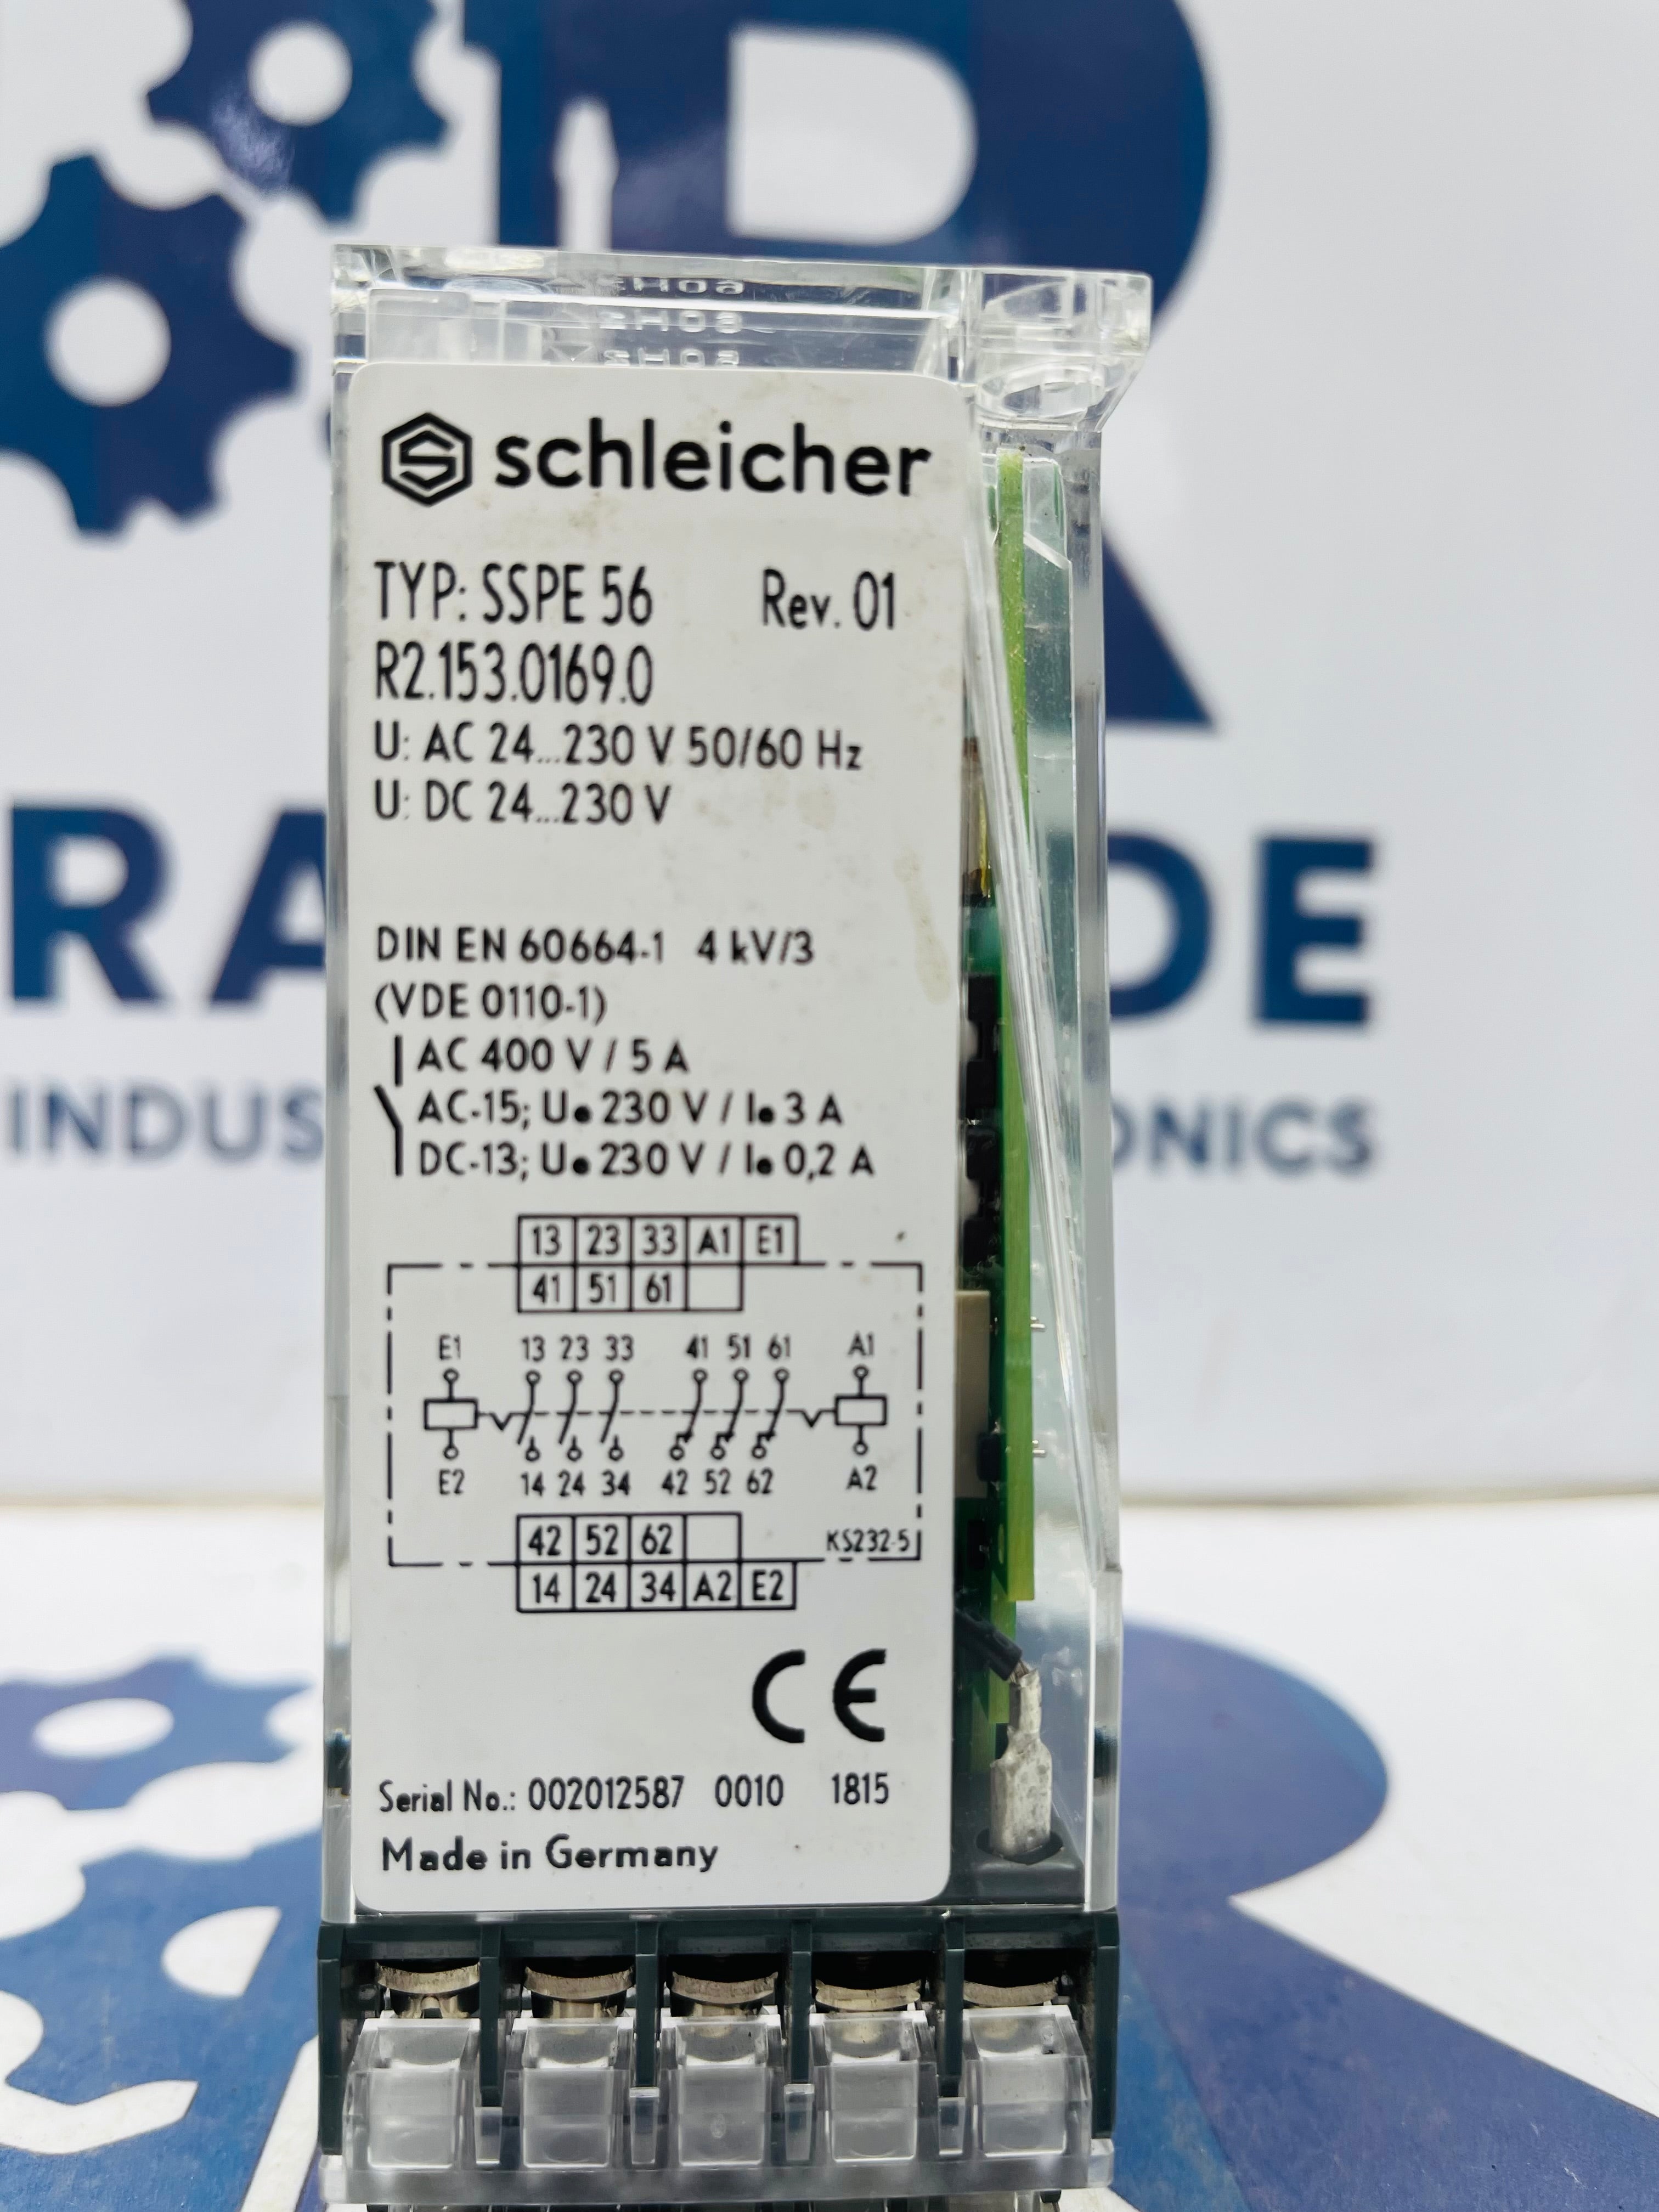 R
RA DE
INDUS ONICS
schleicher
TYP: SSPE 56 Rev. 01
R2.153.0169.0
U: AC 24...230 V 50/60 Hz
U: DC 24...230 V
DIN EN 60664-1 4 kV/3
(VDE 0110-1)
AC 400 V / 5 A
AC-15; Ue 230 V / Ie 3 A
DC-13; Ue 230 V / Ie 0,2 A
13 23 33 A1 E1
41 51 61
E1 13 23 33 41 51 61 A1
E2 14 24 34 42 52 62 A2
42 52 62 KS232-5
14 24 34 A2 E2
CE
Serial No.: 002012587 0010 1815
Made in Germany